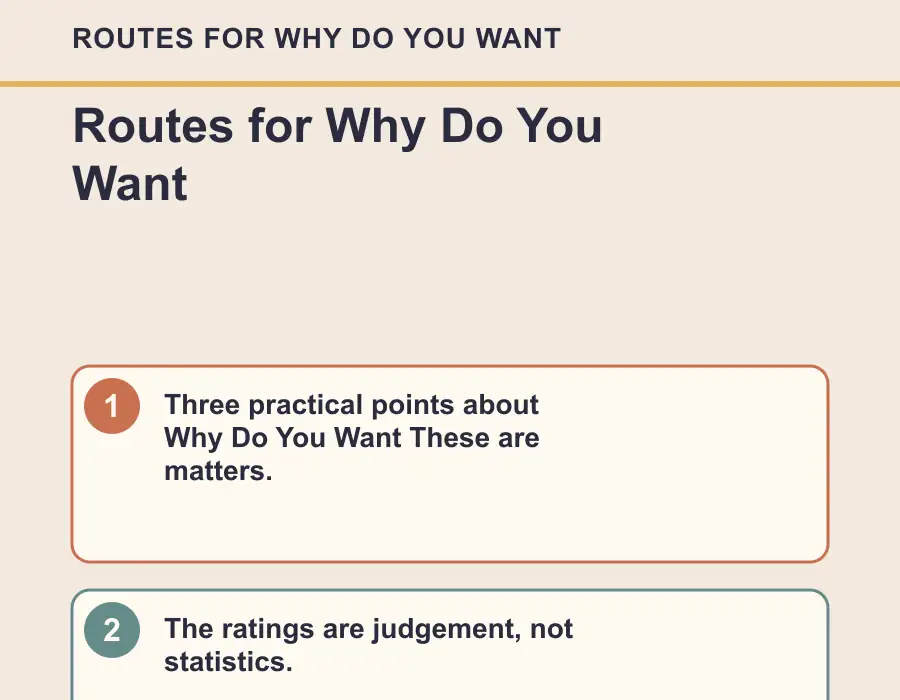 ROUTES FOR WHY DO YOU WANT
Routes for Why Do You
Want
1
Three practical points about
Why Do You Want These are
matters.
2
The ratings are judgement, not
statistics.